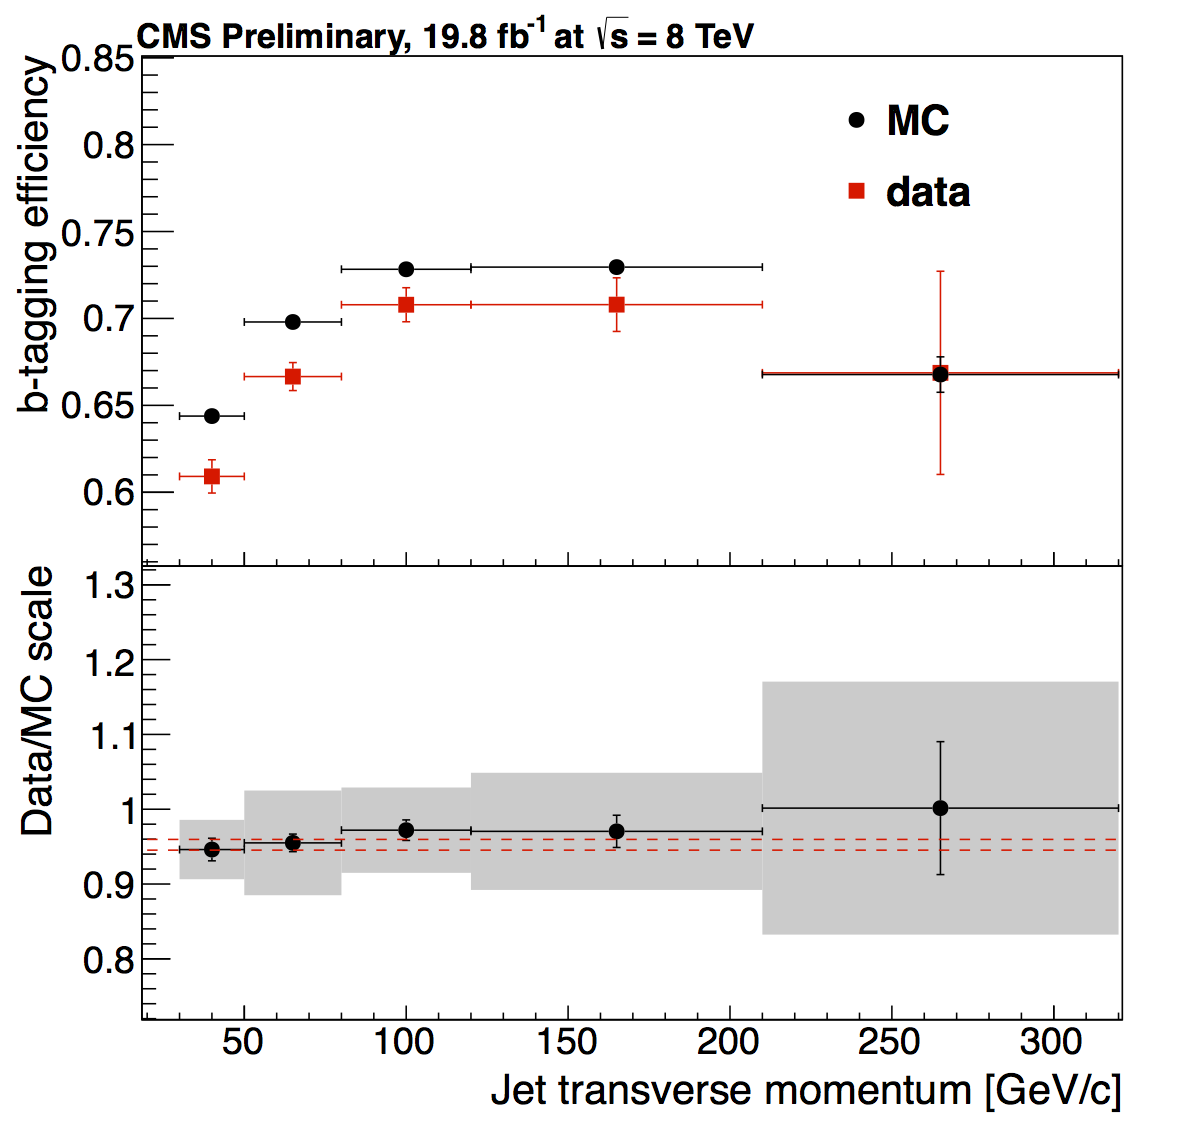 CMS Preliminary, 19.8 fb⁻¹ at √s = 8 TeV
b-tagging efficiency
0.85
0.8
0.75
0.7
0.65
0.6
MC
data
Data/MC scale
1.3
1.2
1.1
1
0.9
0.8
50 100 150 200 250 300
Jet transverse momentum [GeV/c]